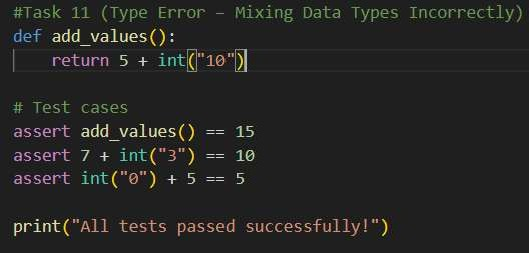 #Task 11 (Type Error – Mixing Data Types Incorrectly)
def add_values():
    return 5 + int("10")

# Test cases
assert add_values() == 15
assert 7 + int("3") == 10
assert int("0") + 5 == 5

print("All tests passed successfully!")